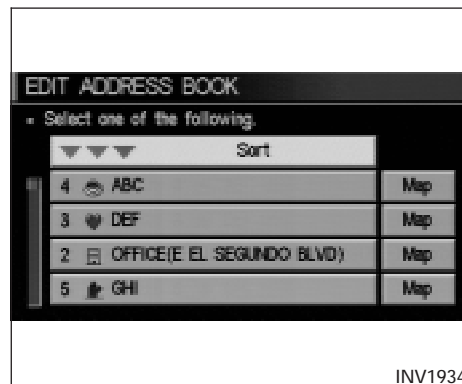 EDIT ADDRESS BOOK
Select one of the following.
Sort
4 ABC Map
3 DEF Map
2 OFFICE(E EL SEGUNDO BLVD) Map
5 GHI Map
INV1934